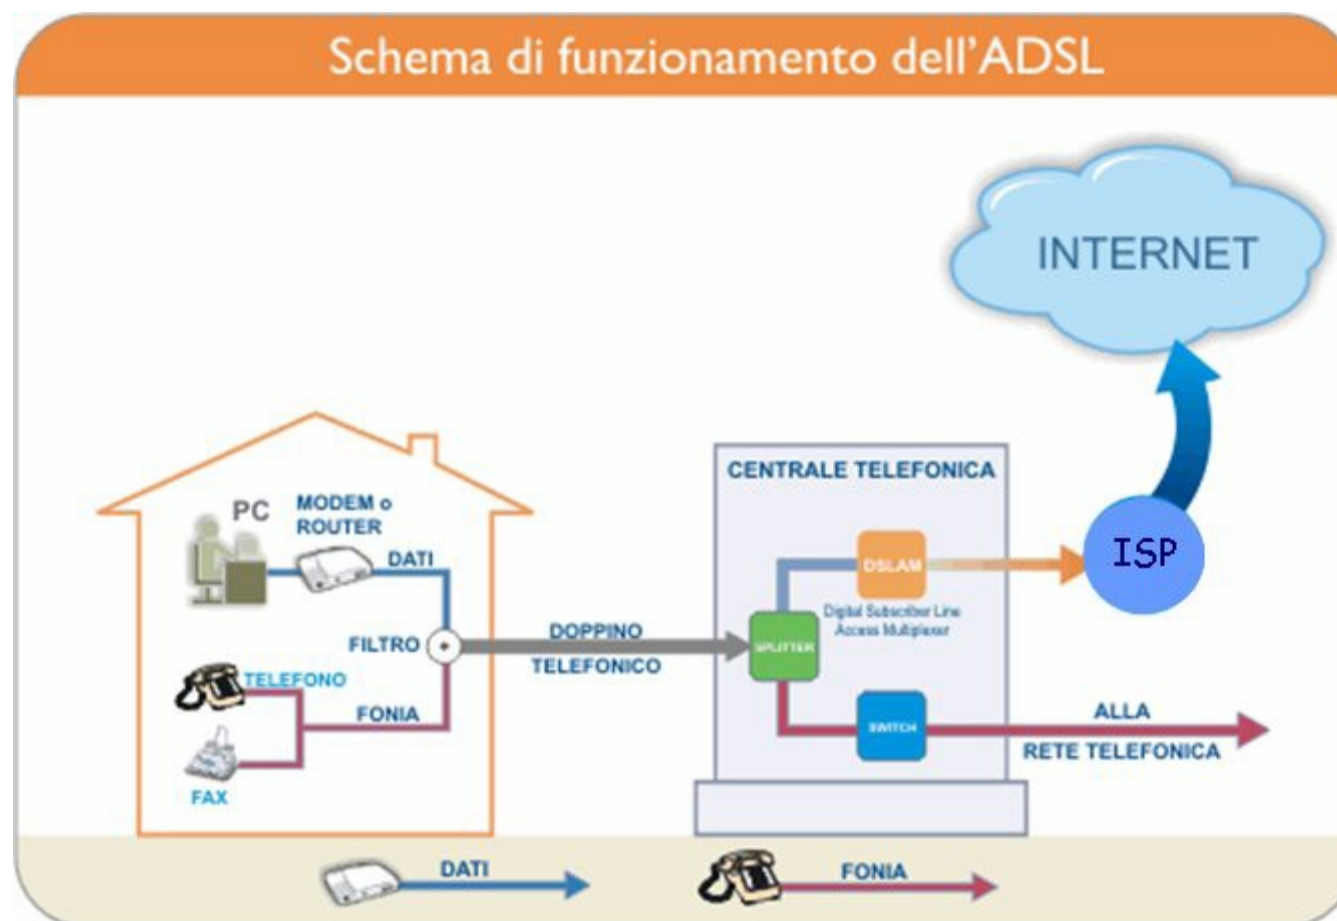 Schema di funzionamento dell'ADSL
INTERNET
CENTRALE TELEFONICA
PC
MODEM o
ROUTER
DATI
DSLAM
ISP
Digital Subscriber Line
Access Multiplexer
FILTRO
DOPPINO
TELEFONICO
SPLITTER
TELEFONO
FONIA
FAX
SWITCH
ALLA
RETE TELEFONICA
DATI
FONIA